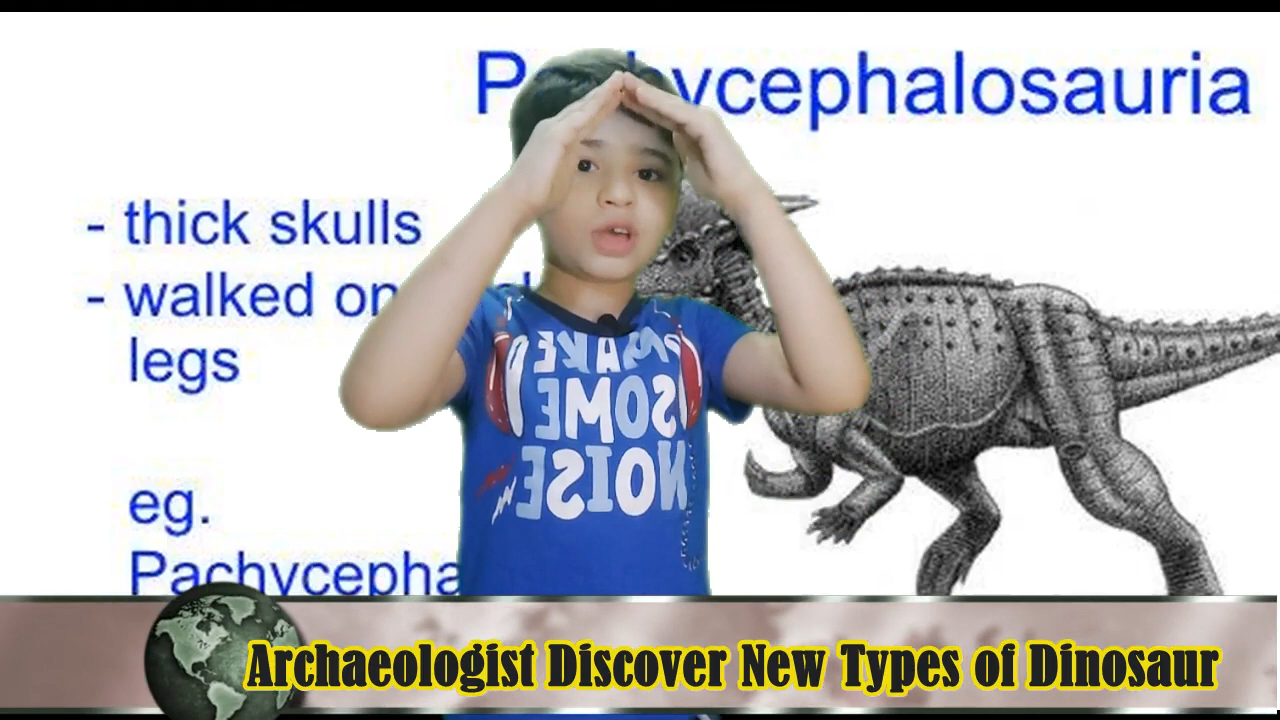 Pachycephalosauria
- thick skulls
- walked on
legs
eg.
Pachycepha
MAKE
SOME
NOISE
Archaeologist Discover New Types of Dinosaur